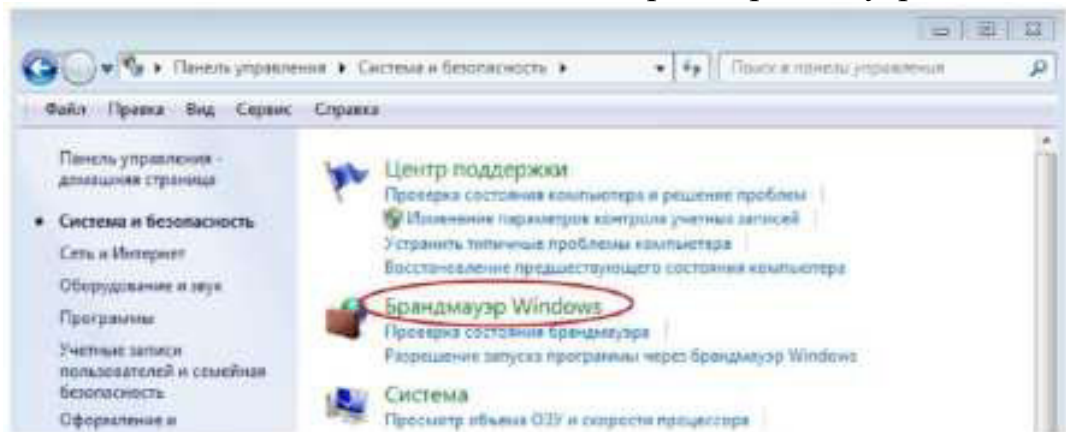 Панель управления ▸ Система и безопасность ▸
Поиск в панели управления
Файл Правка Вид Сервис Справка
Панель управления -
домашняя страница
Система и безопасность
Сеть и Интернет
Оборудование и звук
Программы
Учетные записи
пользователей и семейная
безопасность
Оформление и
Центр поддержки
Проверка состояния компьютера и решение проблем
Изменение параметров контроля учетных записей
Устранить типичные проблемы компьютера
Восстановление предшествующего состояния компьютера
Брандмауэр Windows
Проверка состояния брандмауэра
Разрешение запуска программы через брандмауэр Windows
Система
Просмотр объема ОЗУ и скорости процессора